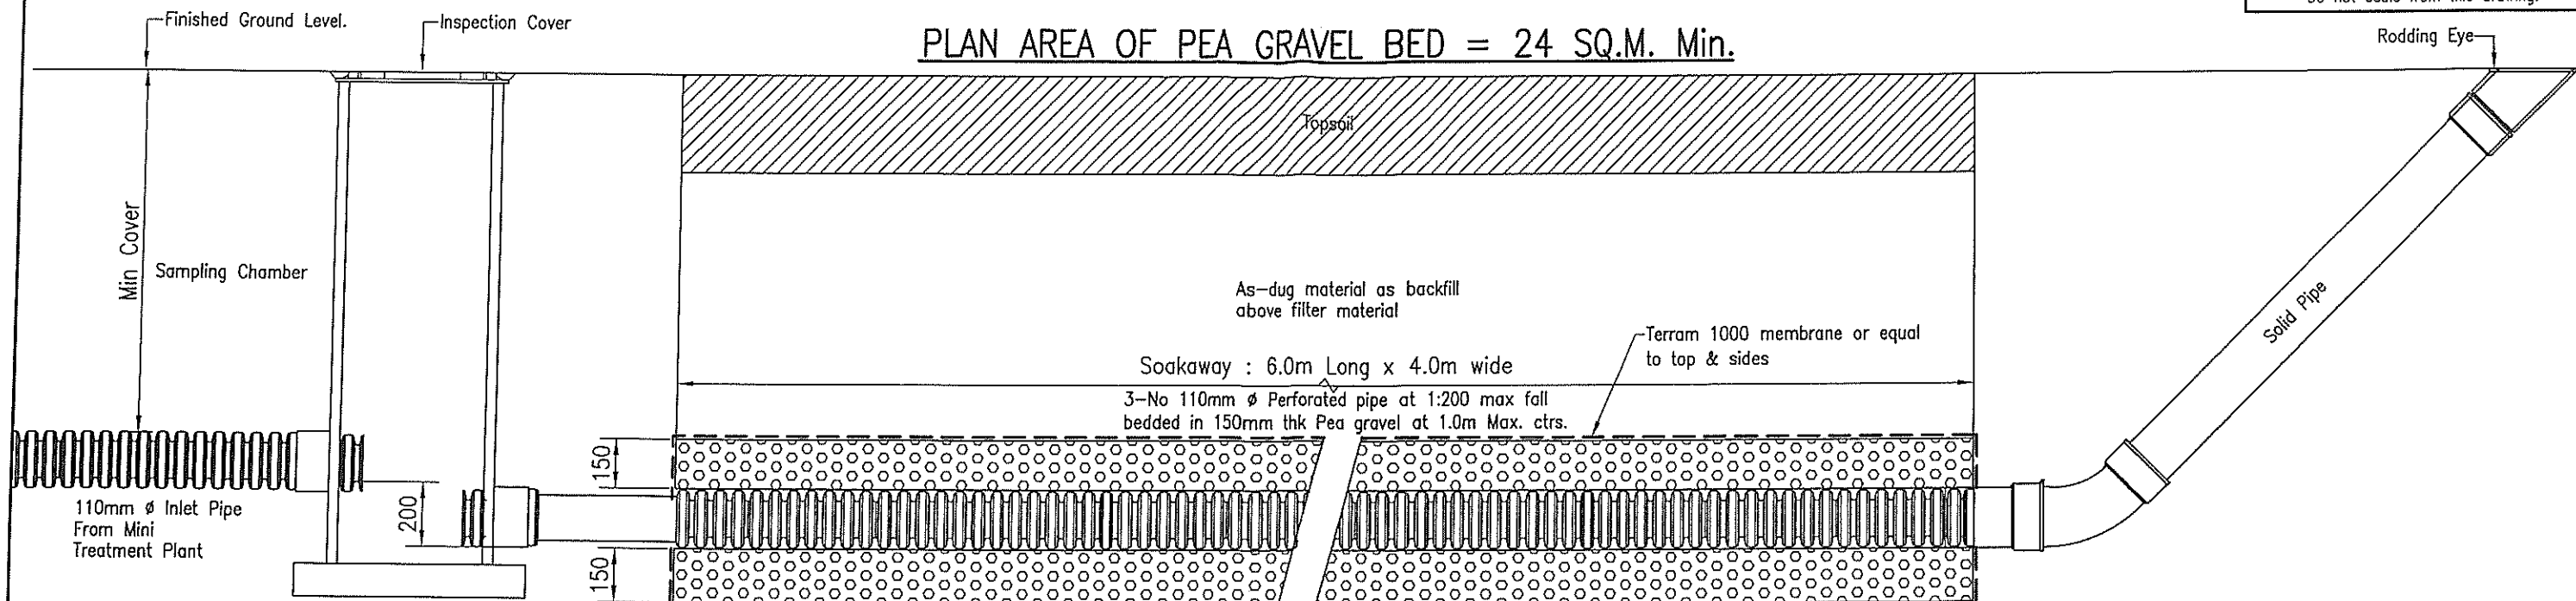 Finished Ground Level.
Inspection Cover
PLAN AREA OF PEA GRAVEL BED = 24 SQ.M. Min.
Rodding Eye
Topsoil
Min Cover
Sampling Chamber
As-dug material as backfill
above filter material
Solid Pipe
Terram 1000 membrane or equal
to top & sides
Soakaway : 6.0m Long x 4.0m wide
3-No 110mm ø Perforated pipe at 1:200 max fall
bedded in 150mm thk Pea gravel at 1.0m Max. ctrs.
150
200
110mm ø Inlet Pipe
From Mini
Treatment Plant
150